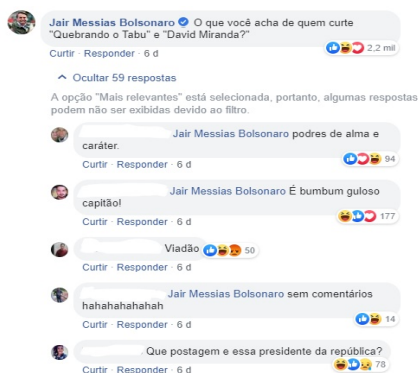 Jair Messias Bolsonaro O que você acha de quem curte
"Quebrando o Tabu" e "David Miranda?"
Curtir · Responder · 6 d 2,2 mil
Ocultar 59 respostas
A opção "Mais relevantes" está selecionada, portanto, algumas respostas
podem não ser exibidas devido ao filtro.
Jair Messias Bolsonaro podres de alma e
caráter.
Curtir · Responder · 6 d 94
Jair Messias Bolsonaro É bumbum guloso
capitão!
Curtir · Responder · 6 d 177
Viadão 50
Curtir · Responder · 6 d
Jair Messias Bolsonaro sem comentários
hahahahahahah
Curtir · Responder · 6 d 14
Que postagem e essa presidente da república?
Curtir · Responder · 6 d 78